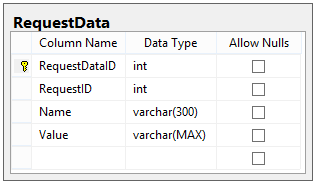 RequestData
Column Name Data Type Allow Nulls
RequestDataID int
RequestID int
Name varchar(300)
Value varchar(MAX)